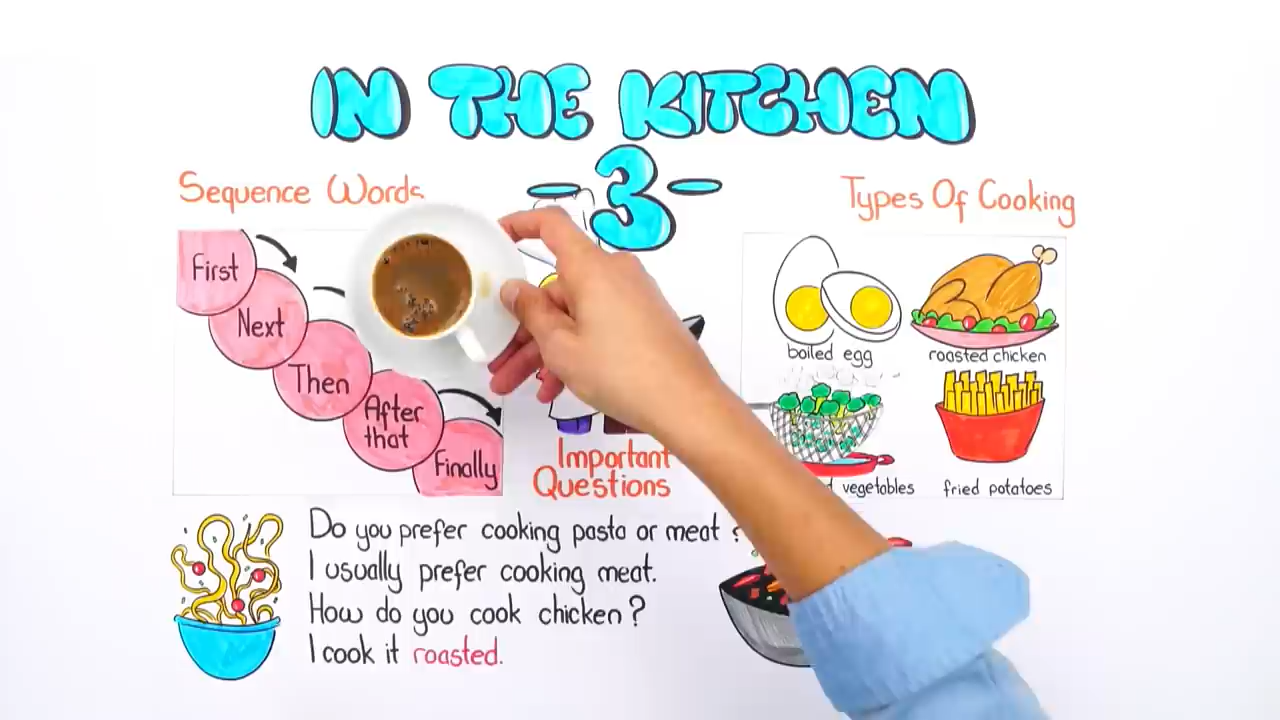 IN THE KITCHEN
-3-
Sequence Words
Types Of Cooking
First
Next
Then
After
that
Finally
boiled egg
roasted chicken
vegetables
fried potatoes
Important
Questions
Do you prefer cooking pasta or meat ?
I usually prefer cooking meat.
How do you cook chicken?
I cook it roasted.